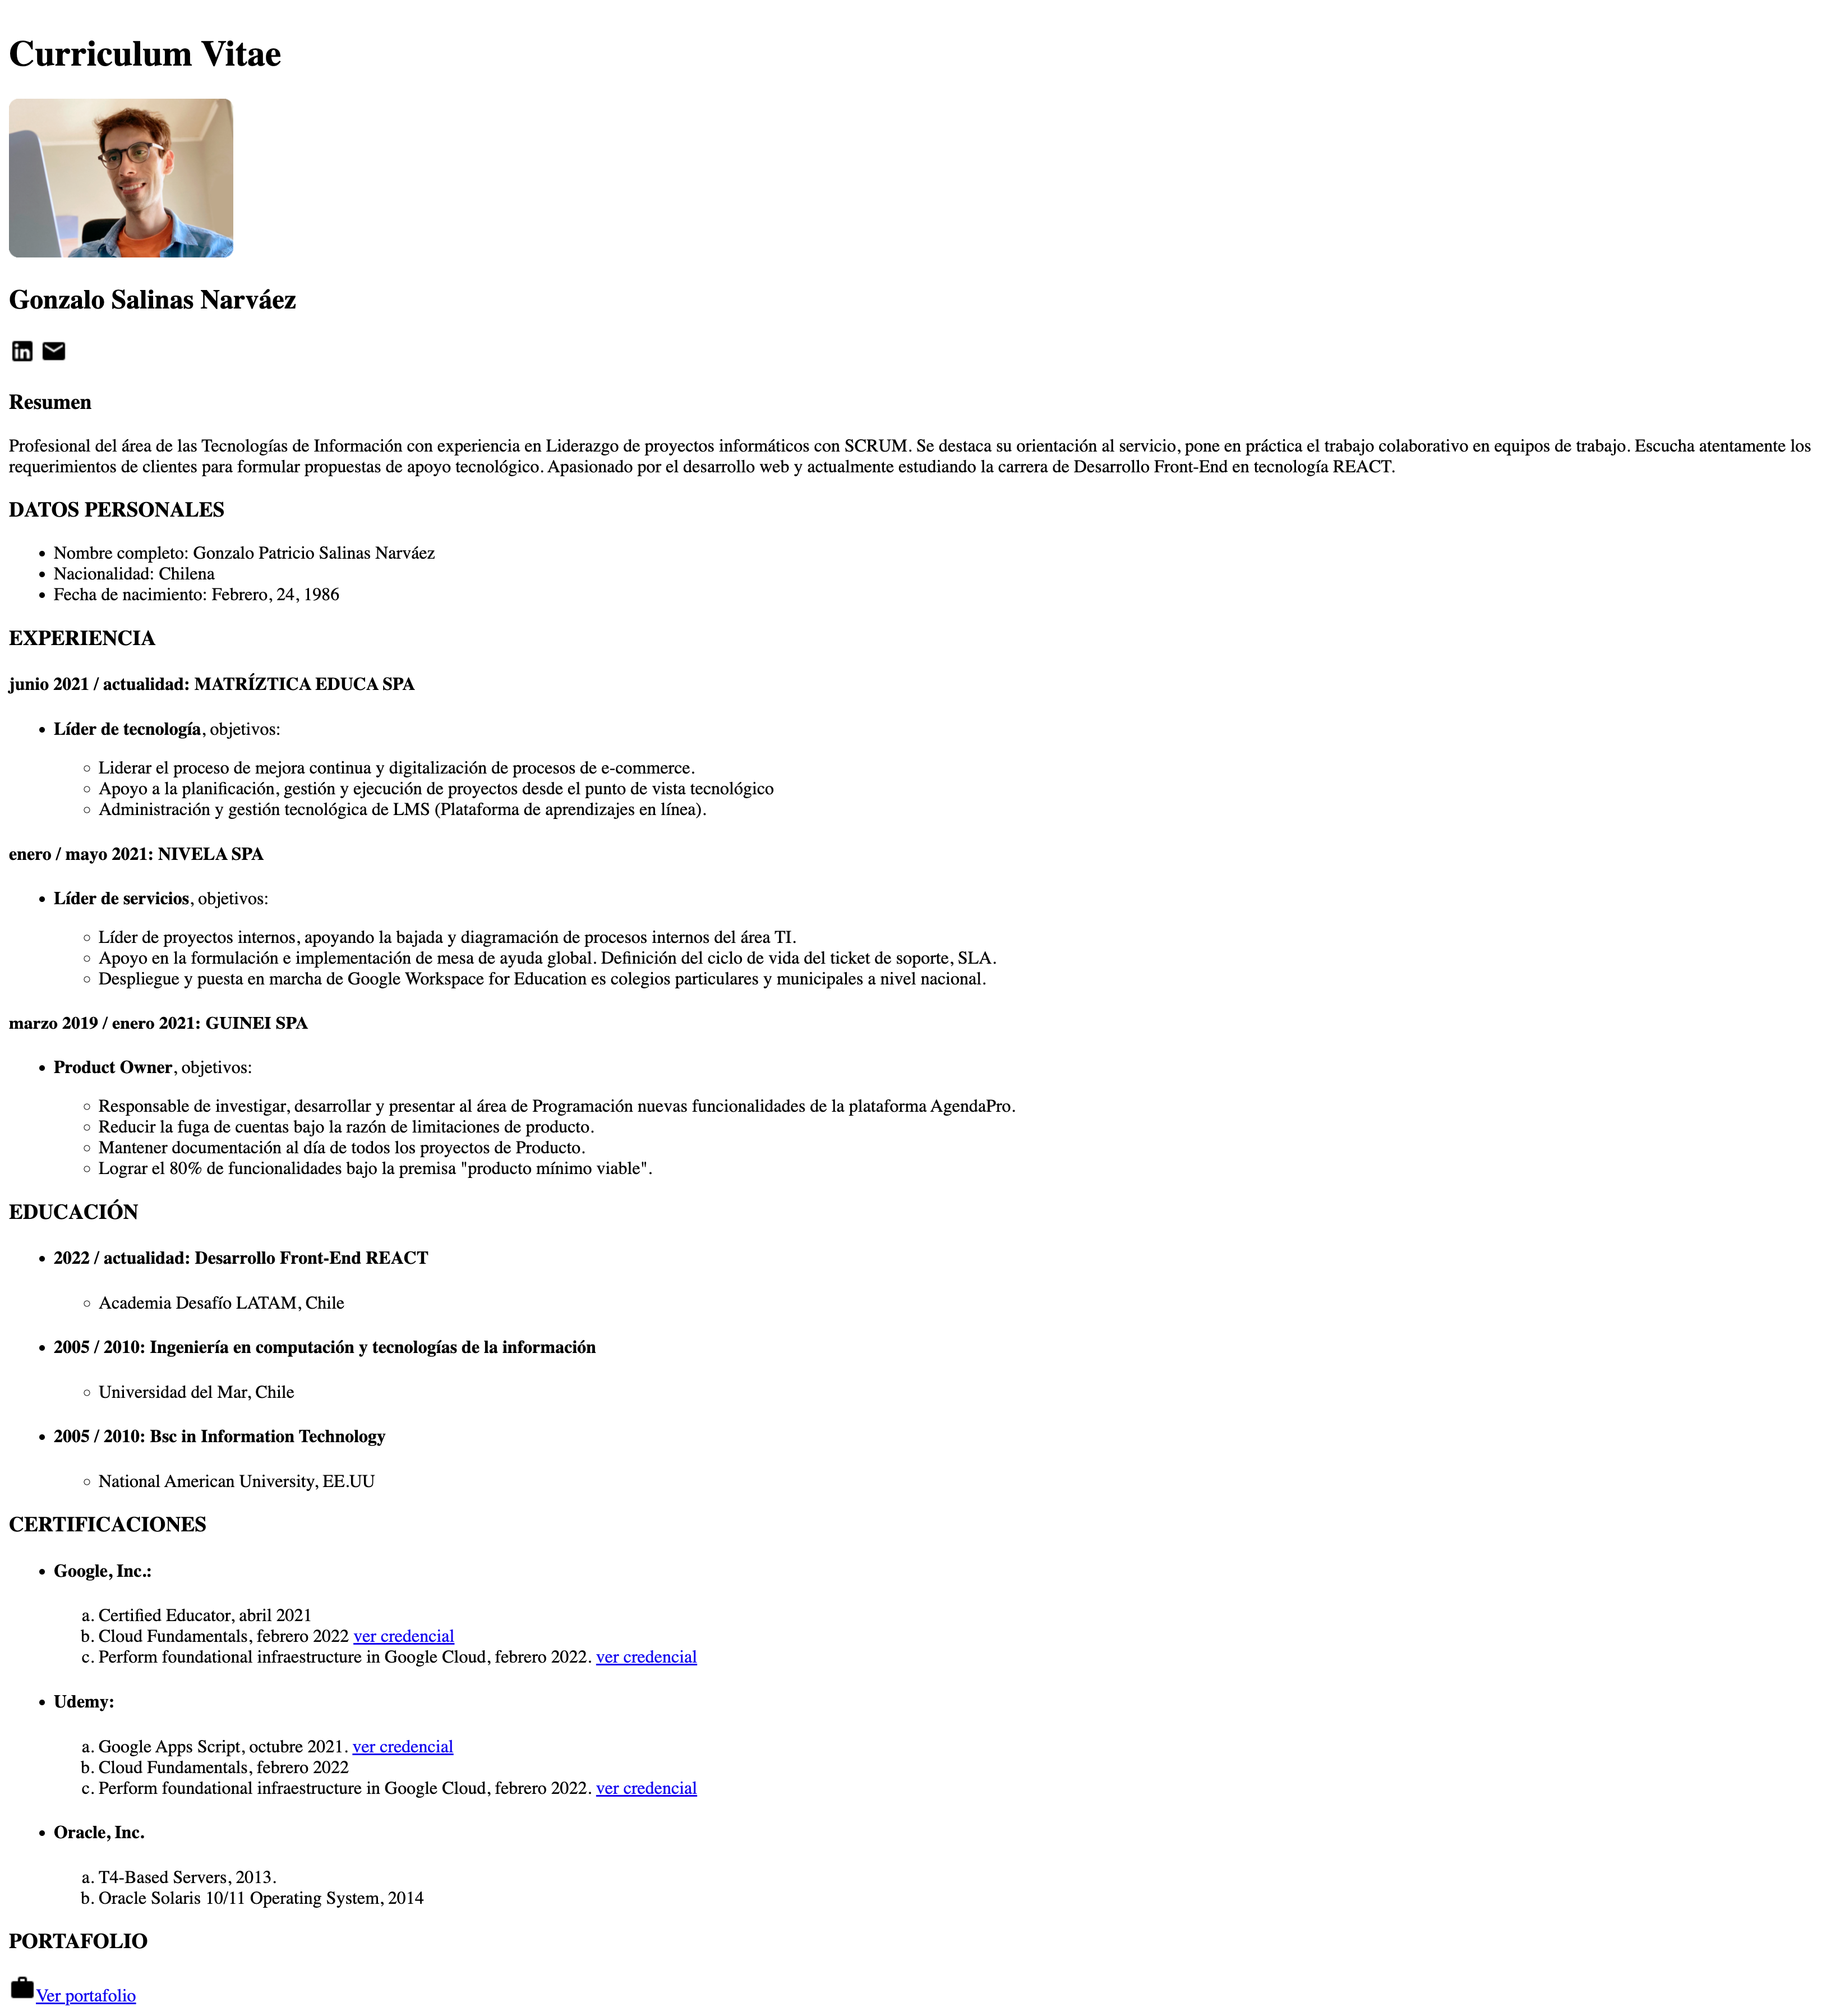 Curriculum Vitae
Gonzalo Salinas Narváez
in
Resumen
Profesional del área de las Tecnologías de Información con experiencia en Liderazgo de proyectos informáticos con SCRUM. Se destaca su orientación al servicio, pone en práctica el trabajo colaborativo en equipos de trabajo. Escucha atentamente los
requerimientos de clientes para formular propuestas de apoyo tecnológico. Apasionado por el desarrollo web y actualmente estudiando la carrera de Desarrollo Front-End en tecnología REACT.
DATOS PERSONALES
• Nombre completo: Gonzalo Patricio Salinas Narváez
• Nacionalidad: Chilena
• Fecha de nacimiento: Febrero, 24, 1986
EXPERIENCIA
junio 2021 / actualidad: MATRÍZTICA EDUCA SPA
• Líder de tecnología, objetivos:
◦ Liderar el proceso de mejora continua y digitalización de procesos de e-commerce.
◦ Apoyo a la planificación, gestión y ejecución de proyectos desde el punto de vista tecnológico
◦ Administración y gestión tecnológica de LMS (Plataforma de aprendizajes en línea).
enero / mayo 2021: NIVELA SPA
• Líder de servicios, objetivos:
◦ Líder de proyectos internos, apoyando la bajada y diagramación de procesos internos del área TI.
◦ Apoyo en la formulación e implementación de mesa de ayuda global. Definición del ciclo de vida del ticket de soporte, SLA.
◦ Despliegue y puesta en marcha de Google Workspace for Education es colegios particulares y municipales a nivel nacional.
marzo 2019 / enero 2021: GUINEI SPA
• Product Owner, objetivos:
◦ Responsable de investigar, desarrollar y presentar al área de Programación nuevas funcionalidades de la plataforma AgendaPro.
◦ Reducir la fuga de cuentas bajo la razón de limitaciones de producto.
◦ Mantener documentación al día de todos los proyectos de Producto.
◦ Lograr el 80% de funcionalidades bajo la premisa "producto mínimo viable".
EDUCACIÓN
• 2022 / actualidad: Desarrollo Front-End REACT
◦ Academia Desafío LATAM, Chile
• 2005 / 2010: Ingeniería en computación y tecnologías de la información
◦ Universidad del Mar, Chile
• 2005 / 2010: Bsc in Information Technology
◦ National American University, EE.UU
CERTIFICACIONES
• Google, Inc.:
a. Certified Educator, abril 2021
b. Cloud Fundamentals, febrero 2022 ver credencial
c. Perform foundational infraestructure in Google Cloud, febrero 2022. ver credencial
• Udemy:
a. Google Apps Script, octubre 2021. ver credencial
b. Cloud Fundamentals, febrero 2022
c. Perform foundational infraestructure in Google Cloud, febrero 2022. ver credencial
• Oracle, Inc.
a. T4-Based Servers, 2013.
b. Oracle Solaris 10/11 Operating System, 2014
PORTAFOLIO
Ver portafolio